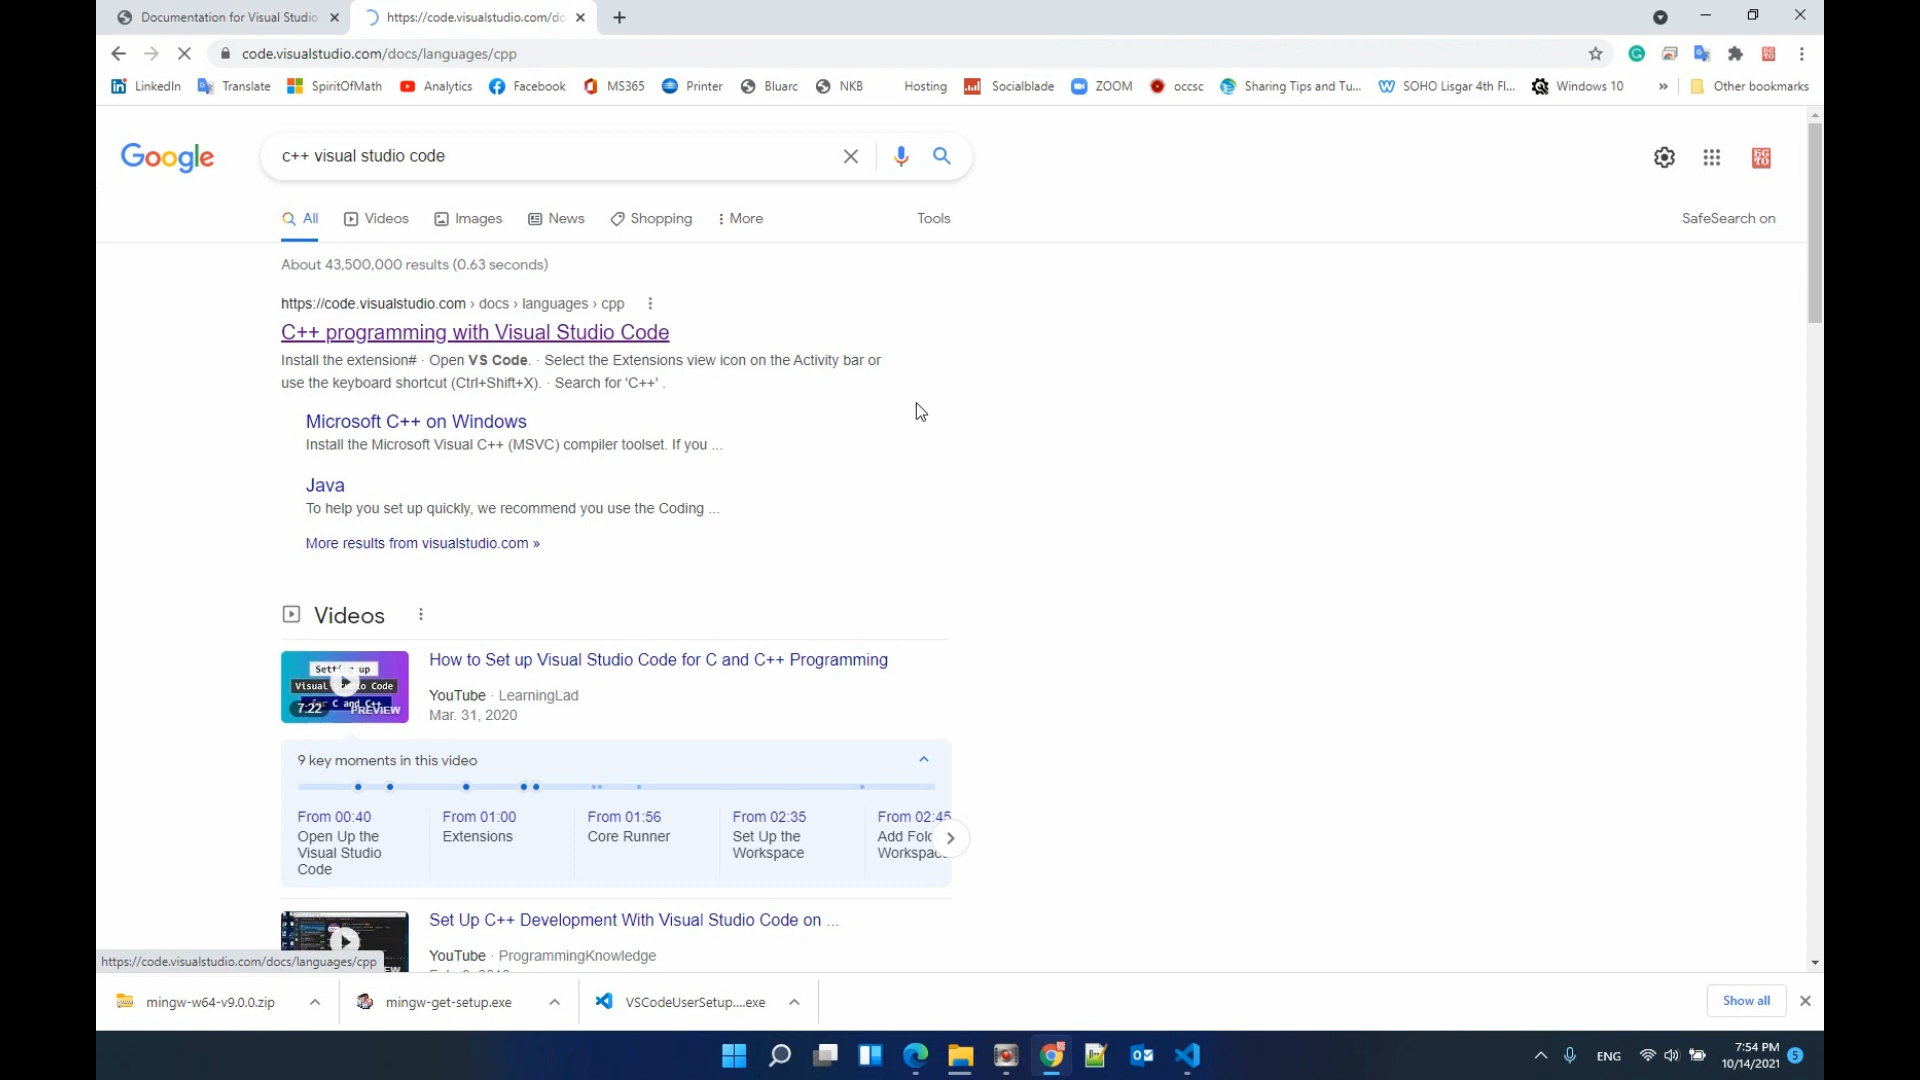 Documentation for Visual Studio
https://code.visualstudio.com/do
code.visualstudio.com/docs/languages/cpp
LinkedIn Translate SpiritOfMath Analytics Facebook MS365 Printer Bluarc NKB Hosting Socialblade ZOOM occsc Sharing Tips and Tu... SOHO Lisgar 4th Fl... Windows 10 » Other bookmarks
Google
c++ visual studio code
All Videos Images News Shopping More Tools SafeSearch on
About 43,500,000 results (0.63 seconds)
https://code.visualstudio.com › docs › languages › cpp
C++ programming with Visual Studio Code
Install the extension# · Open VS Code. · Select the Extensions view icon on the Activity bar or
use the keyboard shortcut (Ctrl+Shift+X). · Search for 'C++' .
Microsoft C++ on Windows
Install the Microsoft Visual C++ (MSVC) compiler toolset. If you ...
Java
To help you set up quickly, we recommend you use the Coding ...
More results from visualstudio.com »
Videos
How to Set up Visual Studio Code for C and C++ Programming
7:22 PREVIEW
YouTube · LearningLad
Mar. 31, 2020
9 key moments in this video
From 00:40
Open Up the
Visual Studio
Code
From 01:00
Extensions
From 01:56
Core Runner
From 02:35
Set Up the
Workspace
From 02:45
Set Up C++ Development With Visual Studio Code on ...
YouTube · ProgrammingKnowledge
https://code.visualstudio.com/docs/languages/cpp
mingw-w64-v9.0.0.zip
mingw-get-setup.exe
VSCodeUserSetup....exe
Show all
ENG
7:54 PM
10/14/2021
5